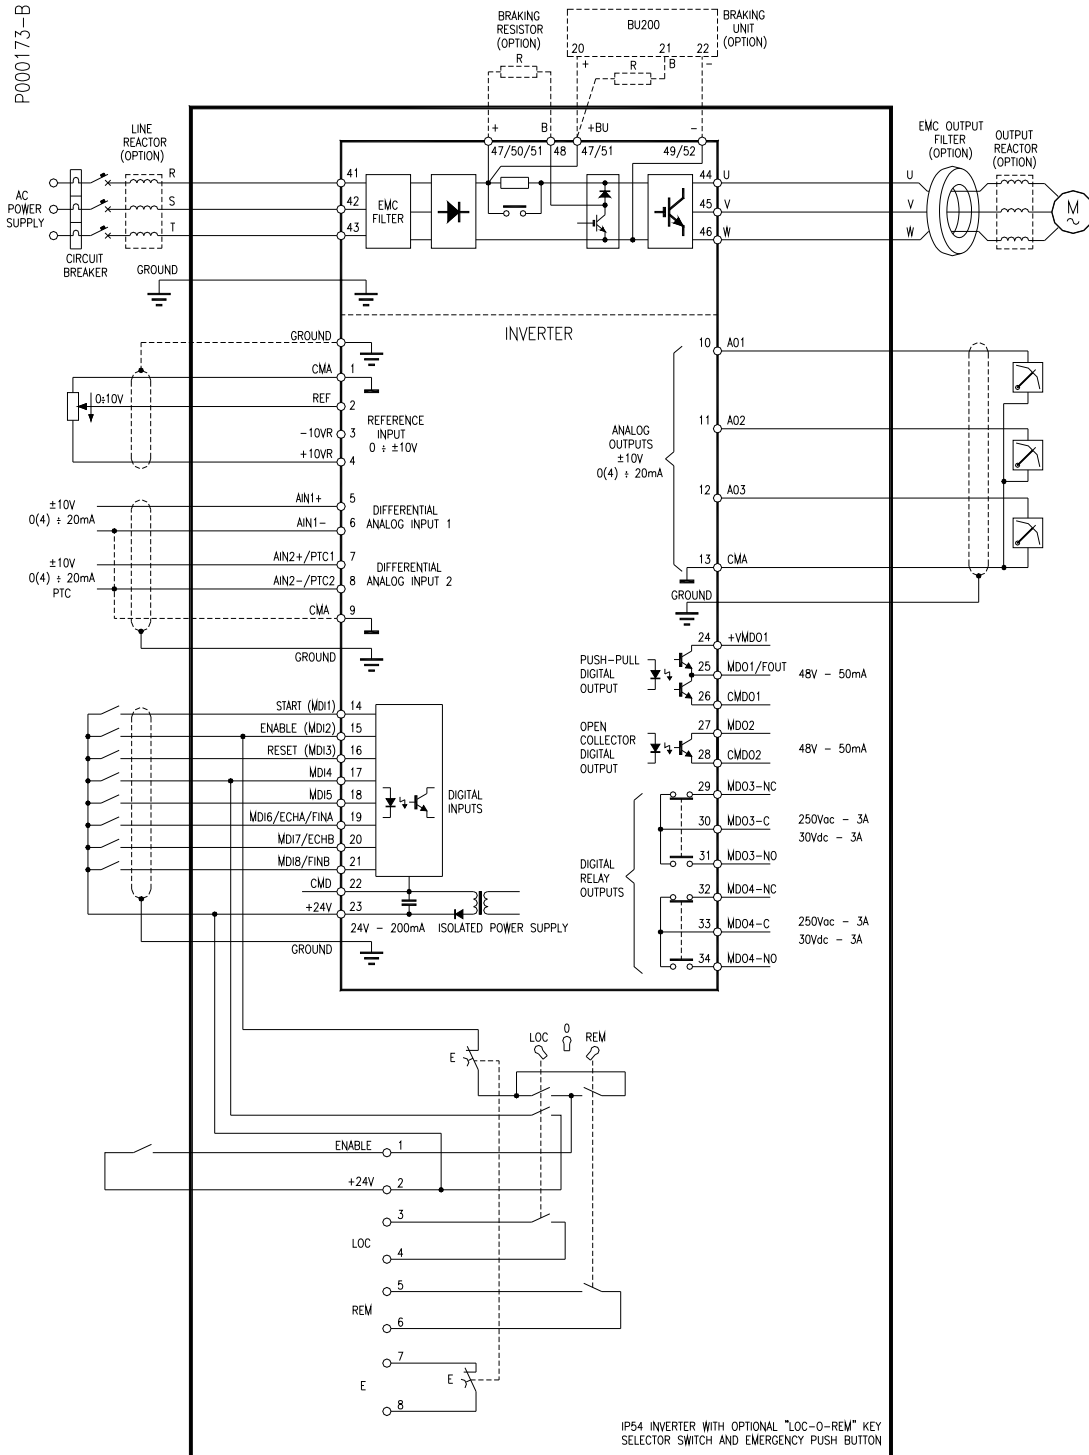 P000173-B
BRAKING
RESISTOR
(OPTION)
R
BU200
20
21
22
+
R
B
-
BRAKING
UNIT
(OPTION)
LINE
REACTOR
(OPTION)
R
S
T
AC
POWER
SUPPLY
CIRCUIT
BREAKER
GROUND
+
B
+BU
-
47/50/51
48
47/51
49/52
41
42
43
EMC
FILTER
44
U
45
V
46
W
U
V
W
EMC OUTPUT
FILTER
(OPTION)
OUTPUT
REACTOR
(OPTION)
M
~
INVERTER
GROUND
CMA
1
0÷10V
REF
2
-10VR
3
+10VR
4
REFERENCE
INPUT
0 ÷ ±10V
±10V
0(4) ÷ 20mA
AIN1+
5
AIN1-
6
DIFFERENTIAL
ANALOG INPUT 1
±10V
0(4) ÷ 20mA
PTC
AIN2+/PTC1
7
AIN2-/PTC2
8
DIFFERENTIAL
ANALOG INPUT 2
CMA
9
GROUND
10
AO1
11
AO2
12
AO3
13
CMA
ANALOG
OUTPUTS
±10V
0(4) ÷ 20mA
GROUND
PUSH-PULL
DIGITAL
OUTPUT
24
+VMDO1
25
MDO1/FOUT
26
CMDO1
48V - 50mA
OPEN
COLLECTOR
DIGITAL
OUTPUT
27
MDO2
28
CMDO2
48V - 50mA
DIGITAL
RELAY
OUTPUTS
29
MDO3-NC
30
MDO3-C
31
MDO3-NO
250Vac - 3A
30Vdc - 3A
32
MDO4-NC
33
MDO4-C
34
MDO4-NO
250Vac - 3A
30Vdc - 3A
START (MDI1)
14
ENABLE (MDI2)
15
RESET (MDI3)
16
MDI4
17
MDI5
18
MDI6/ECHA/FINA
19
MDI7/ECHB
20
MDI8/FINB
21
CMD
22
+24V
23
DIGITAL
INPUTS
24V - 200mA ISOLATED POWER SUPPLY
GROUND
E
LOC
0
REM
ENABLE
1
+24V
2
3
LOC
4
5
REM
6
7
E
E
8
IP54 INVERTER WITH OPTIONAL "LOC-O-REM" KEY
SELECTOR SWITCH AND EMERGENCY PUSH BUTTON